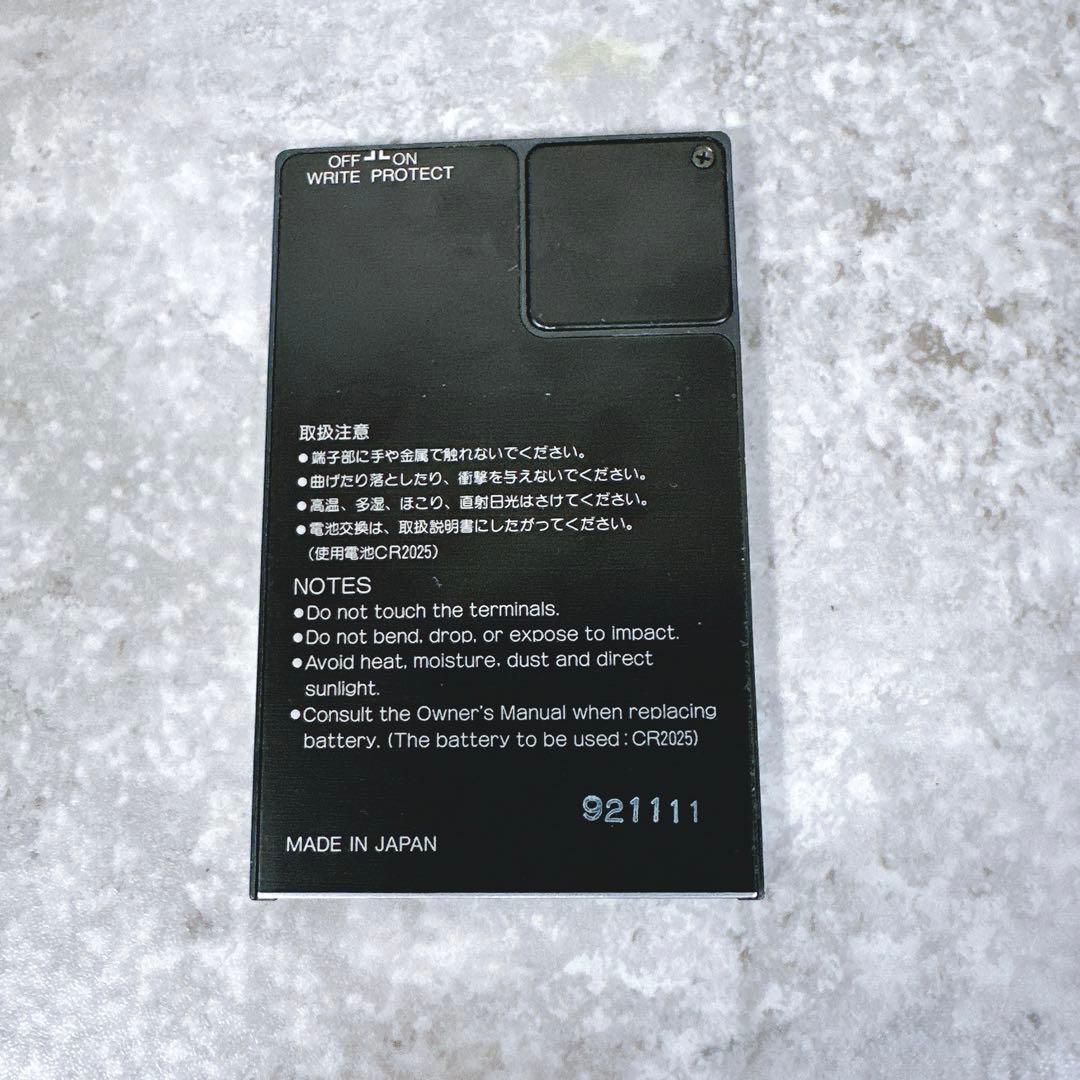 OFF ON
WRITE PROTECT
取扱注意
●端子部に手や金属で触れないでください。
●曲げたり落としたり、衝撃を与えないでください。
●高温、多湿、ほこり、直射日光はさけてください。
●電池交換は、取扱説明書にしたがってください。
(使用電池CR2025)
NOTES
●Do not touch the terminals.
●Do not bend, drop, or expose to impact.
●Avoid heat, moisture, dust and direct
sunlight.
●Consult the Owner's Manual when replacing
battery. (The battery to be used : CR2025)
921111
MADE IN JAPAN